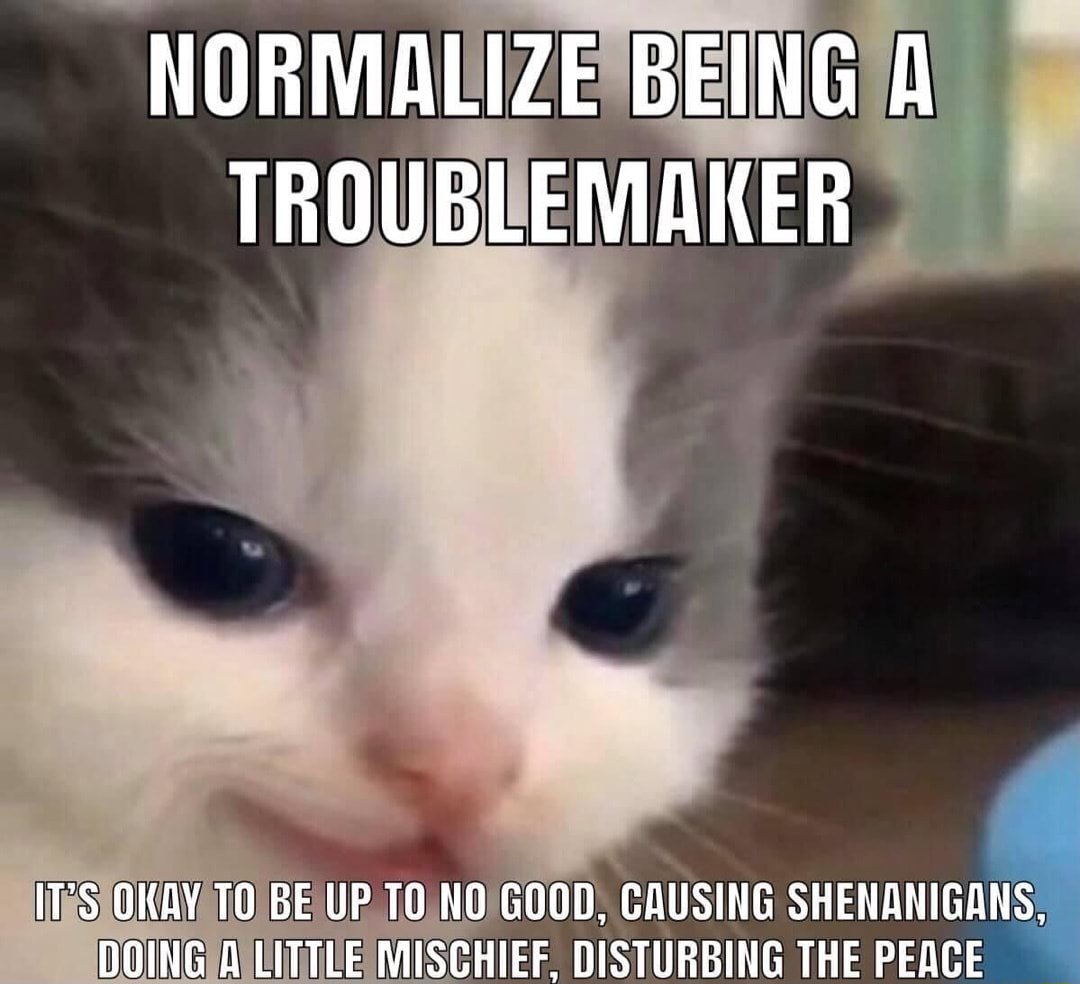 NORMALIZE BEING A
TROUBLEMAKER
IT'S OKAY TO BE UP TO NO GOOD, CAUSING SHENANIGANS,
DOING A LITTLE MISCHIEF, DISTURBING THE PEACE